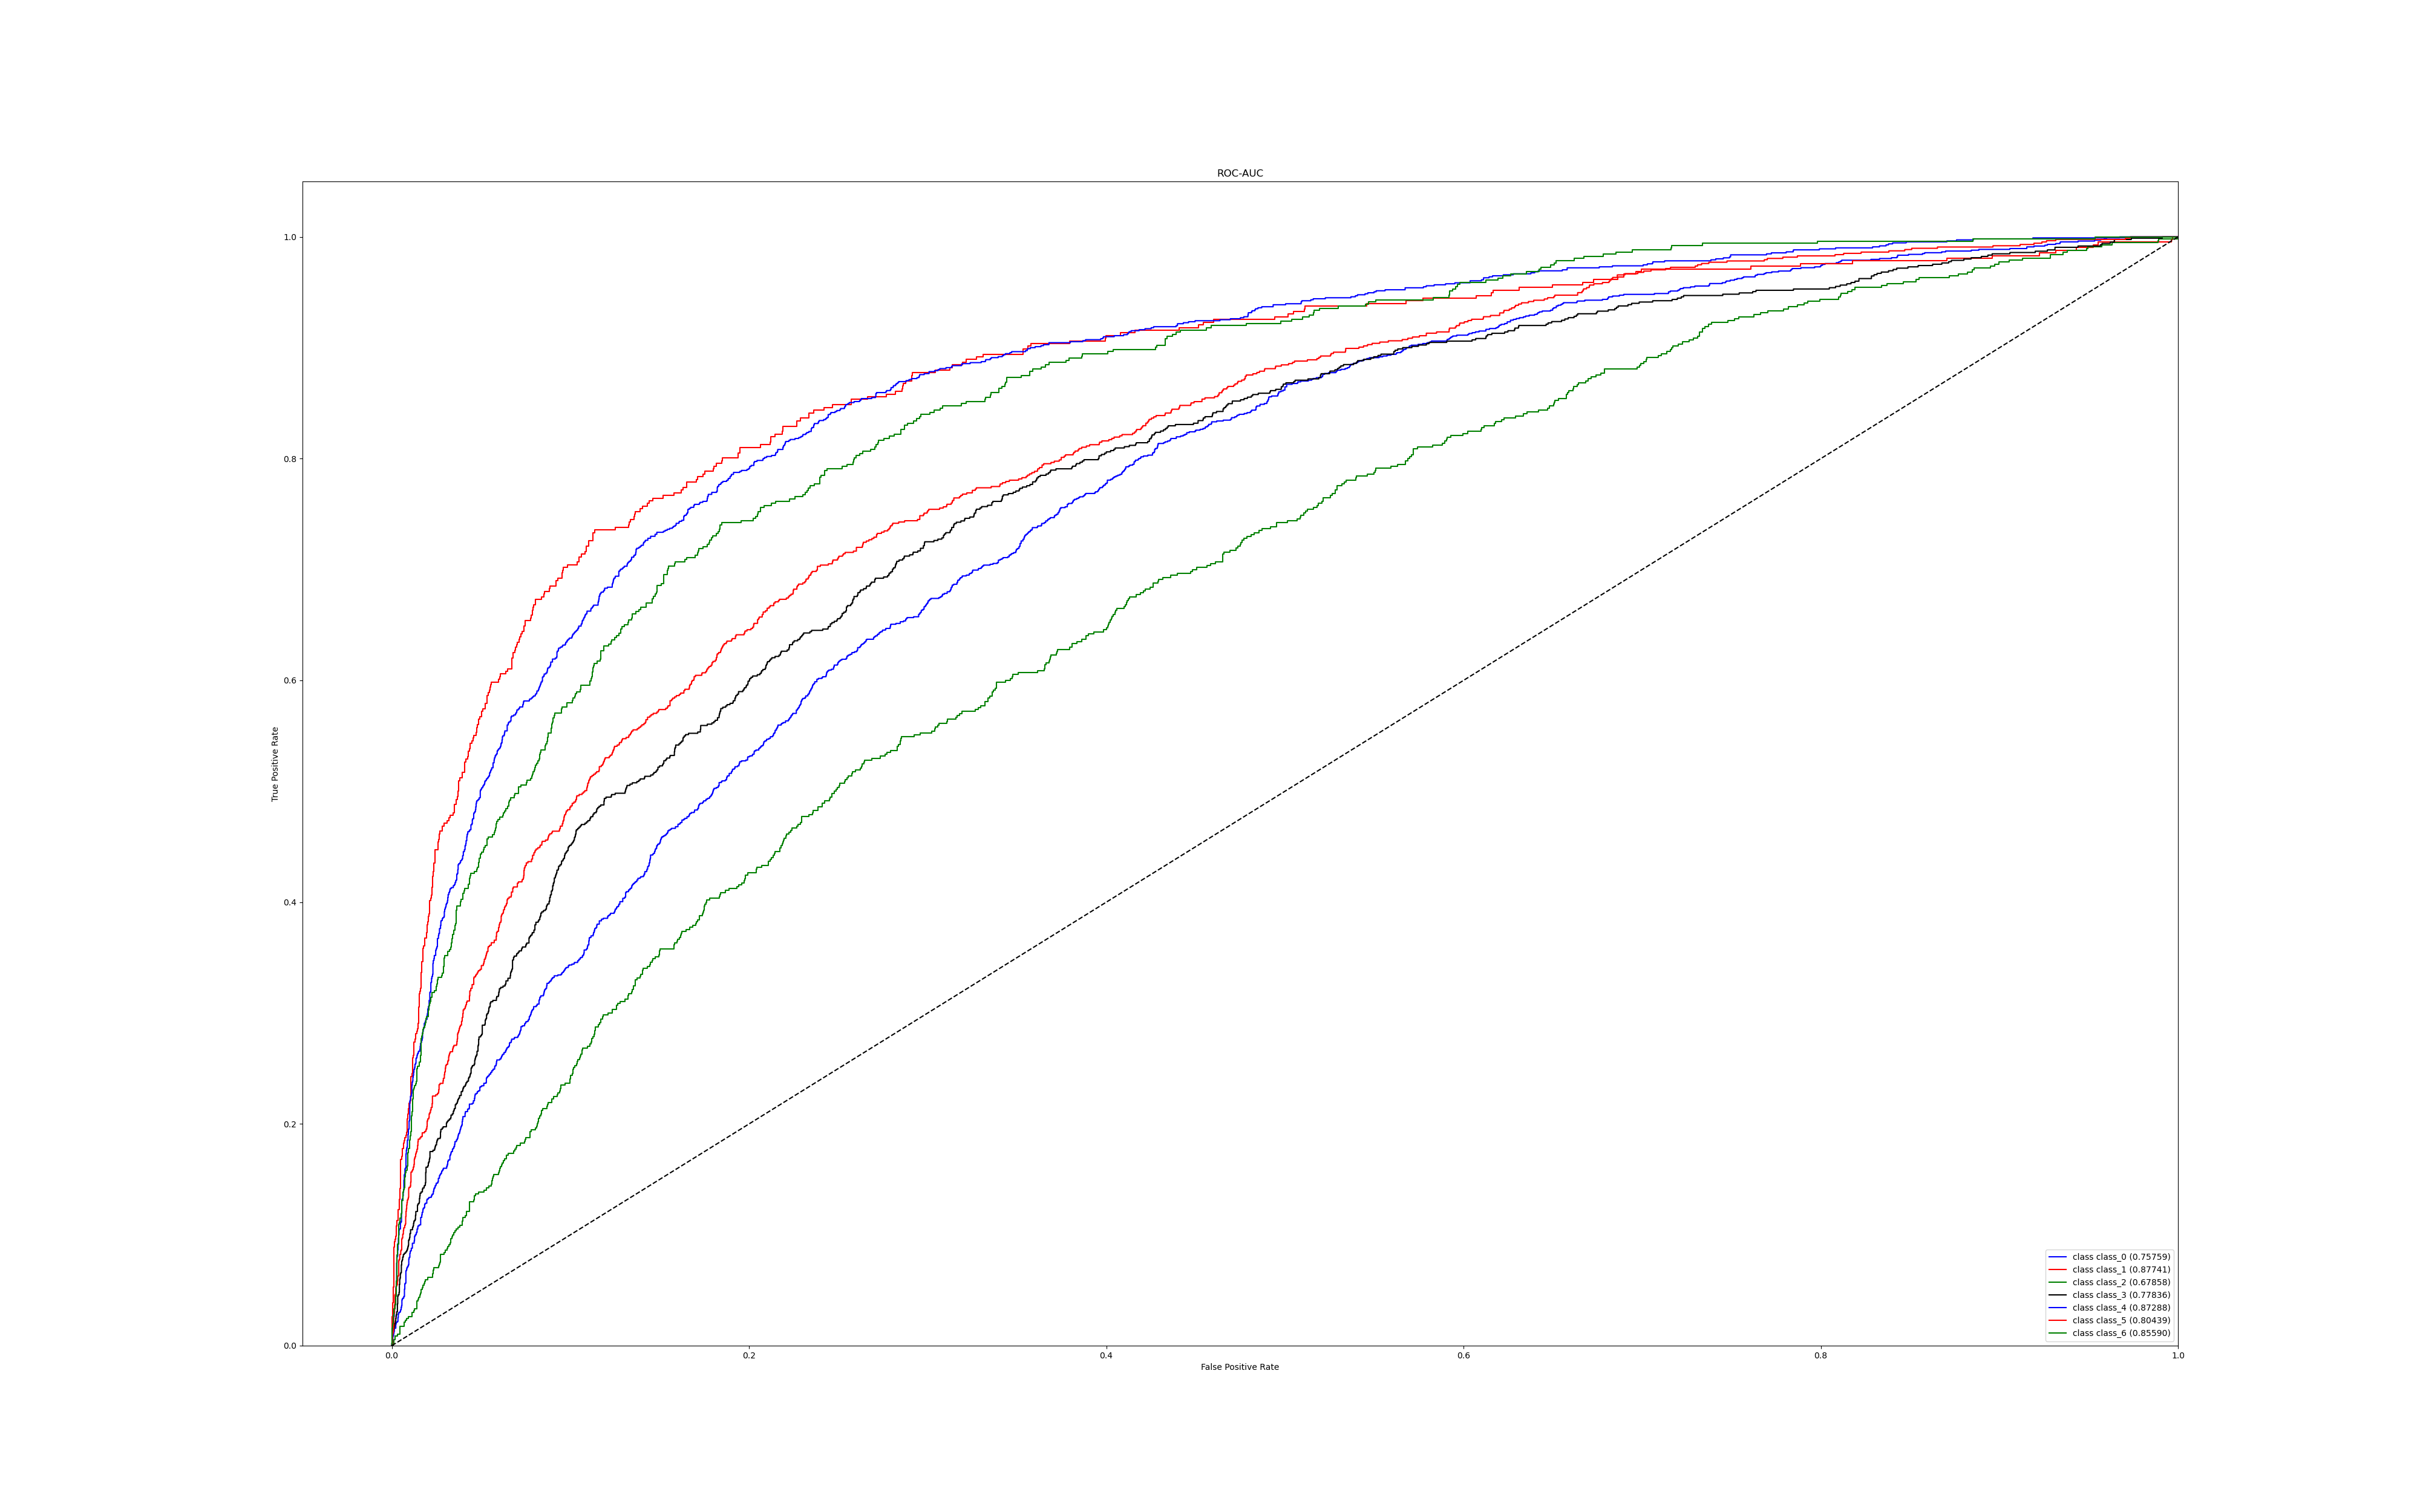 ROC-AUC
1.0
0.8
0.6
0.4
0.2
0.0
True Positive Rate
0.0
0.2
0.4
0.6
0.8
1.0
False Positive Rate
class class_0 (0.75759)
class class_1 (0.87741)
class class_2 (0.67858)
class class_3 (0.77836)
class class_4 (0.87288)
class class_5 (0.80439)
class class_6 (0.85590)